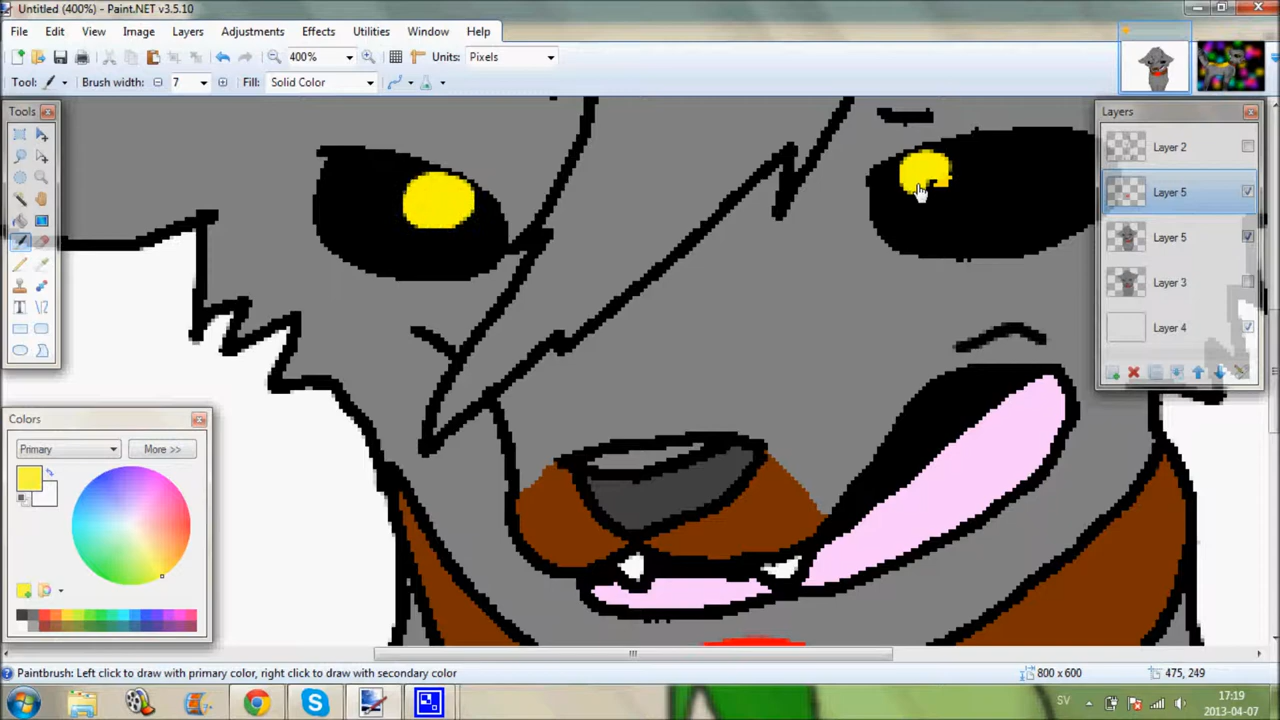 Untitled (400%) - Paint.NET v3.5.10
File Edit View Image Layers Adjustments Effects Utilities Window Help
400% Units: Pixels
Tool: Brush width: 7 Fill: Solid Color
Tools
Layers
Layer 2
Layer 5
Layer 5
Layer 3
Layer 4
Colors
Primary More >>
Paintbrush: Left click to draw with primary color, right click to draw with secondary color 800 x 600 475, 249
SV 17:19
2013-04-07